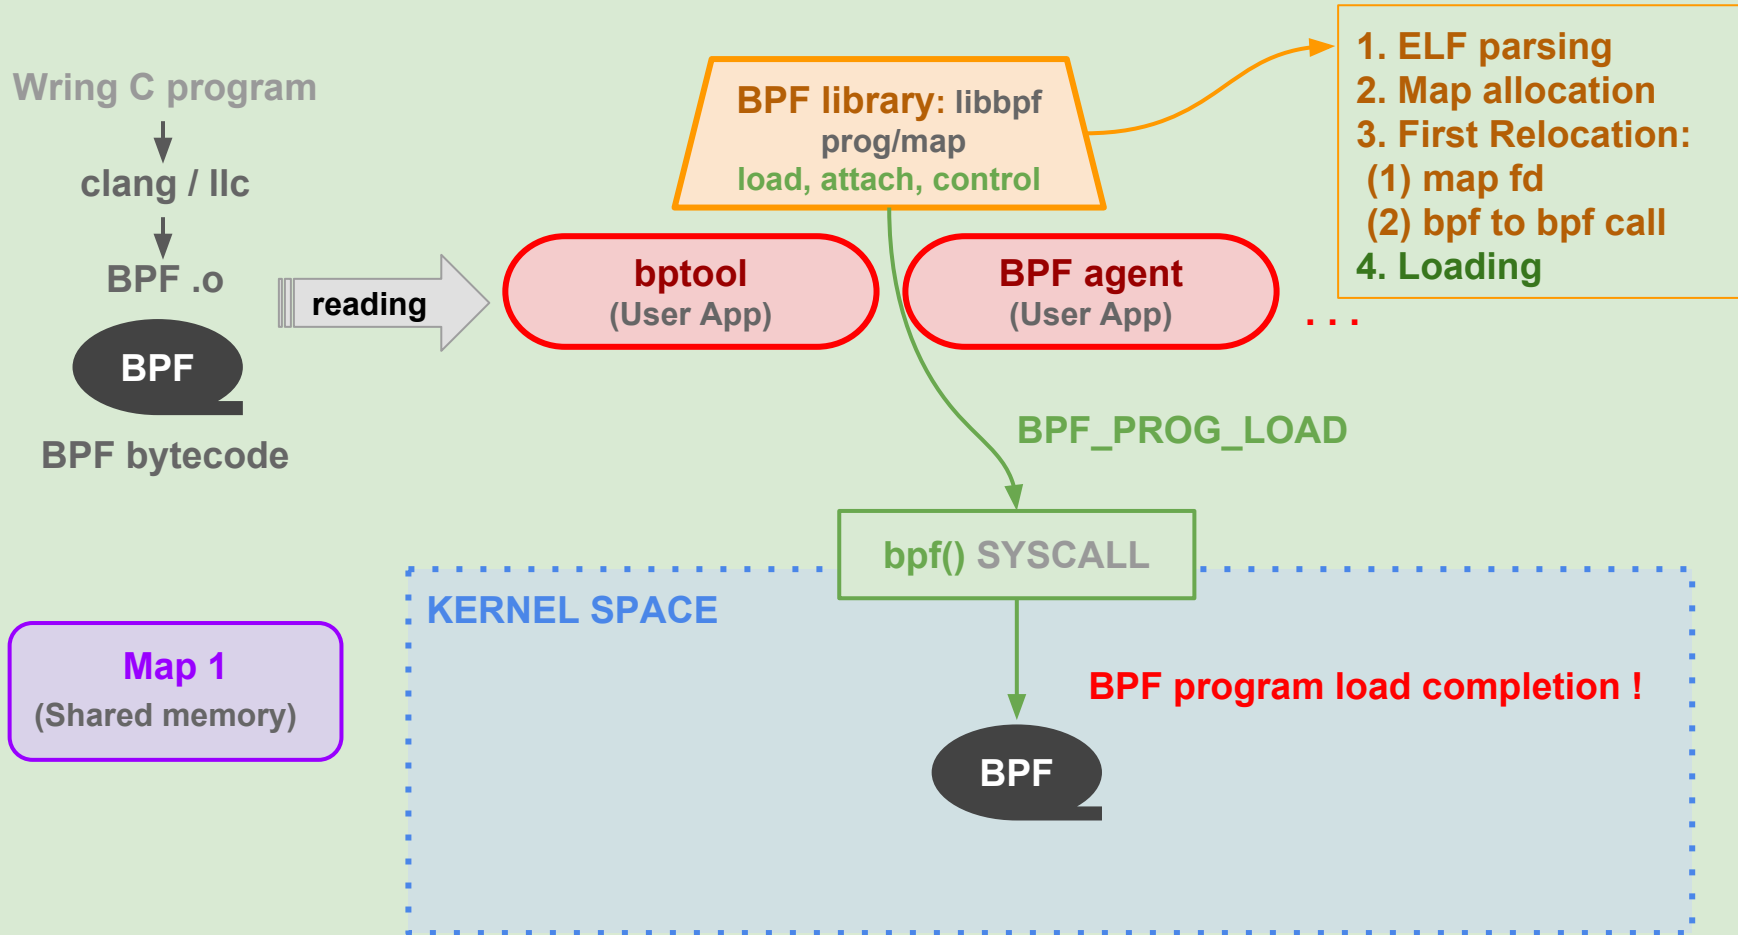 Wring C program
clang / llc
BPF .o
BPF
BPF bytecode
reading
BPF library: libbpf
prog/map
load, attach, control
bptool
(User App)
BPF agent
(User App)
. . .
1. ELF parsing
2. Map allocation
3. First Relocation:
(1) map fd
(2) bpf to bpf call
4. Loading
BPF_PROG_LOAD
bpf() SYSCALL
KERNEL SPACE
Map 1
(Shared memory)
BPF program load completion !
BPF